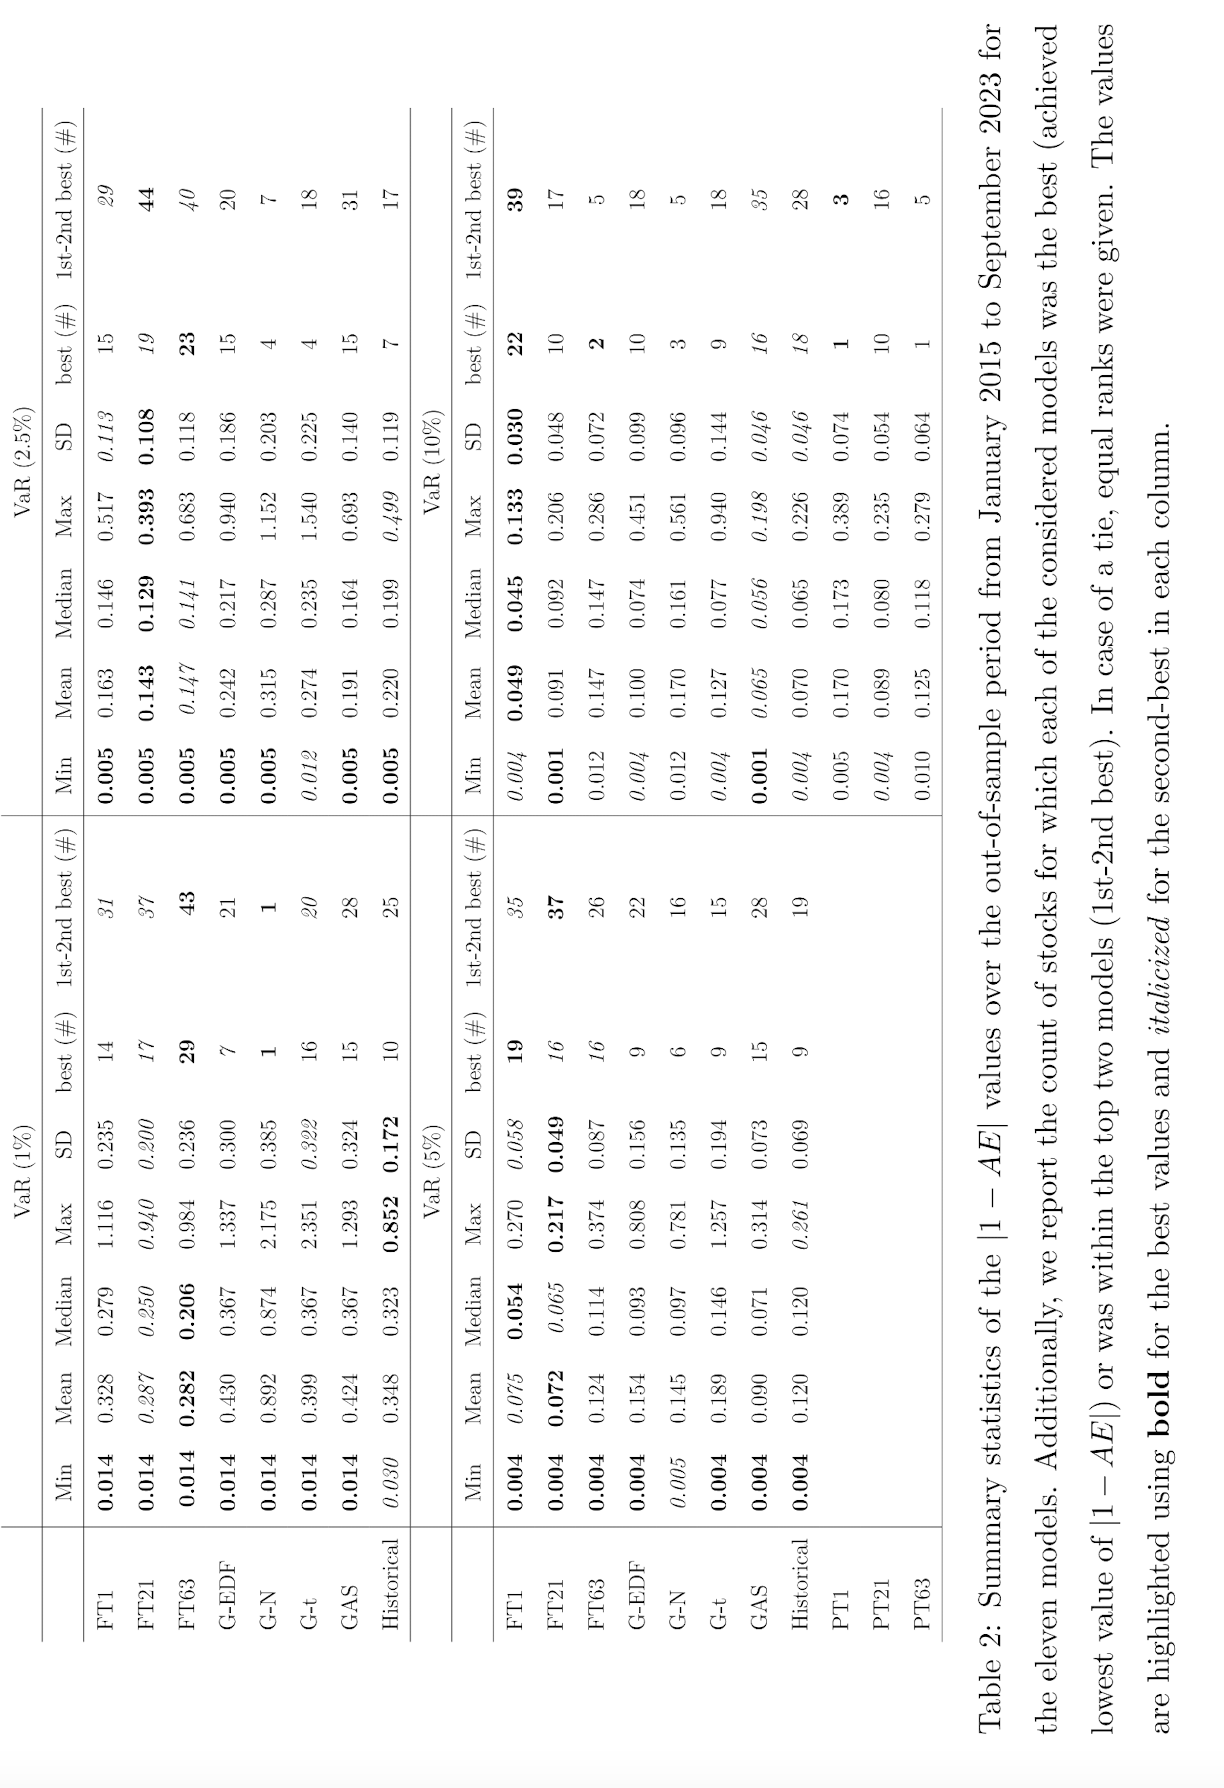 VaR (1%) VaR (2.5%)
Min Mean Median Max SD best (#) 1st-2nd best (#) Min Mean Median Max SD best (#) 1st-2nd best (#)
FT1 0.014 0.328 0.279 1.116 0.235 14 31 0.005 0.163 0.146 0.517 0.113 15 29
FT21 0.014 0.287 0.250 0.940 0.200 17 37 0.005 0.143 0.129 0.393 0.108 19 44
FT63 0.014 0.282 0.206 0.984 0.236 29 43 0.005 0.147 0.141 0.683 0.118 23 40
G-EDF 0.014 0.430 0.367 1.337 0.300 7 21 0.005 0.242 0.217 0.940 0.186 15 20
G-N 0.014 0.892 0.874 2.175 0.385 1 1 0.005 0.315 0.287 1.152 0.203 4 7
G-t 0.014 0.399 0.367 2.351 0.322 16 20 0.012 0.274 0.235 1.540 0.225 4 18
GAS 0.014 0.424 0.367 1.293 0.324 15 28 0.005 0.191 0.164 0.693 0.140 15 31
Historical 0.030 0.348 0.323 0.852 0.172 10 25 0.005 0.220 0.199 0.499 0.119 7 17
VaR (5%) VaR (10%)
Min Mean Median Max SD best (#) 1st-2nd best (#) Min Mean Median Max SD best (#) 1st-2nd best (#)
FT1 0.004 0.075 0.054 0.270 0.058 19 35 0.004 0.049 0.045 0.133 0.030 22 39
FT21 0.004 0.072 0.065 0.217 0.049 16 37 0.001 0.091 0.092 0.206 0.048 10 17
FT63 0.004 0.124 0.114 0.374 0.087 16 26 0.012 0.147 0.147 0.286 0.072 2 5
G-EDF 0.004 0.154 0.093 0.808 0.156 9 22 0.004 0.100 0.074 0.451 0.099 10 18
G-N 0.005 0.145 0.097 0.781 0.135 6 16 0.012 0.170 0.161 0.561 0.096 3 5
G-t 0.004 0.189 0.146 1.257 0.194 9 15 0.004 0.127 0.077 0.940 0.144 9 18
GAS 0.004 0.090 0.071 0.314 0.073 15 28 0.001 0.065 0.056 0.198 0.046 16 35
Historical 0.004 0.120 0.120 0.261 0.069 9 19 0.004 0.070 0.065 0.226 0.046 18 28
PT1 0.005 0.170 0.173 0.389 0.074 1 3
PT21 0.004 0.089 0.080 0.235 0.054 10 16
PT63 0.010 0.125 0.118 0.279 0.064 1 5
Table 2: Summary statistics of the |1 − AE| values over the out-of-sample period from January 2015 to September 2023 for
the eleven models. Additionally, we report the count of stocks for which each of the considered models was the best (achieved
lowest value of |1 − AE|) or was within the top two models (1st-2nd best). In case of a tie, equal ranks were given. The values
are highlighted using bold for the best values and italicized for the second-best in each column.